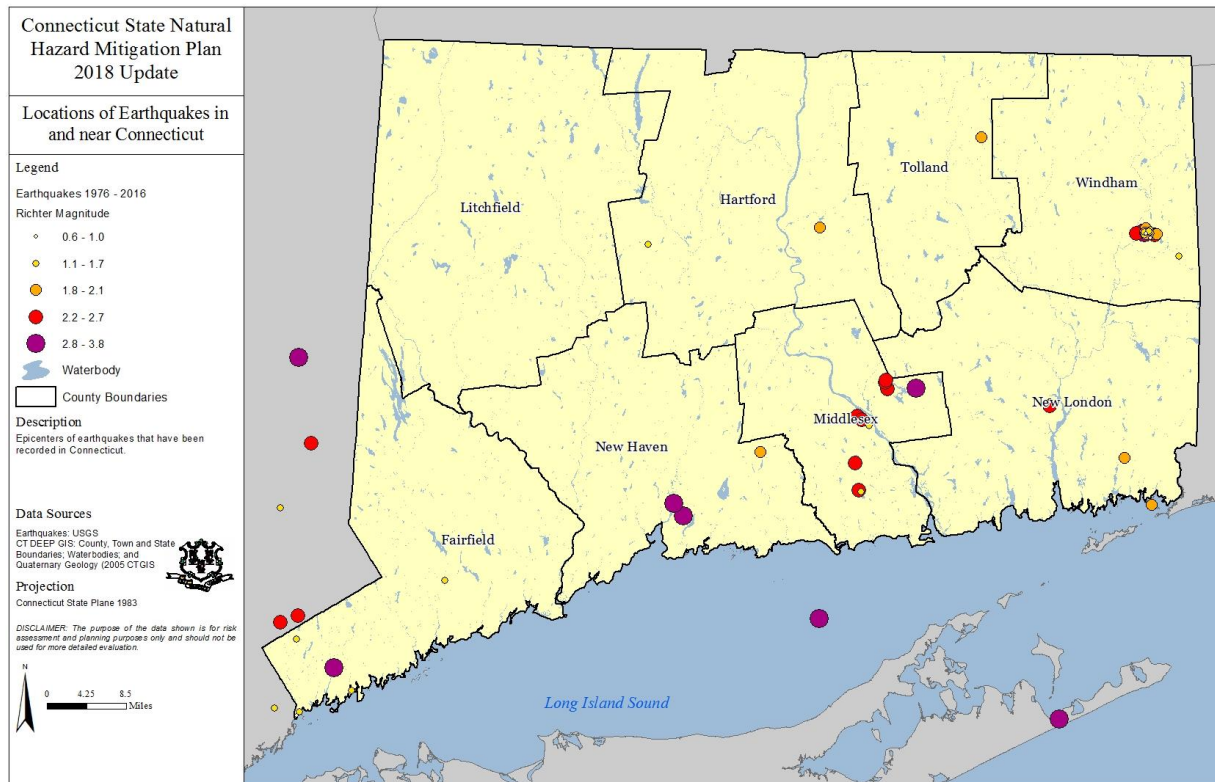 Connecticut State Natural
Hazard Mitigation Plan
2018 Update
Locations of Earthquakes in
and near Connecticut
Legend
Earthquakes 1976 - 2016
Richter Magnitude
0.6 - 1.0
1.1 - 1.7
1.8 - 2.1
2.2 - 2.7
2.8 - 3.8
Waterbody
County Boundaries
Description
Epicenters of earthquakes that have been
recorded in Connecticut.
Data Sources
Earthquakes: USGS
CT DEEP GIS: County, Town and State
Boundaries; Waterbodies; and
Quaternary Geology (2005 CTGIS
Projection
Connecticut State Plane 1983
DISCLAIMER: The purpose of the data shown is for risk
assessment and planning purposes only and should not be
used for more detailed evaluation.
N
0 4.25 8.5
Miles
Litchfield
Hartford
Tolland
Windham
New Haven
Middlesex
New London
Fairfield
Long Island Sound